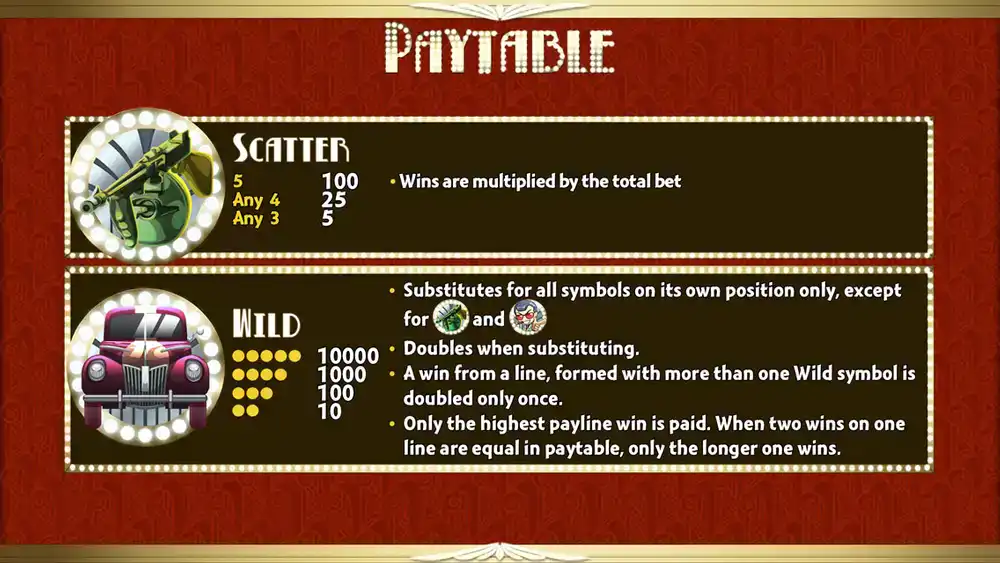 PAYTABLE
SCATTER
5 100
Any 4 25
Any 3 5
• Wins are multiplied by the total bet
WILD
10000
1000
100
10
• Substitutes for all symbols on its own position only, except
for and
• Doubles when substituting.
• A win from a line, formed with more than one Wild symbol is
doubled only once.
• Only the highest payline win is paid. When two wins on one
line are equal in paytable, only the longer one wins.